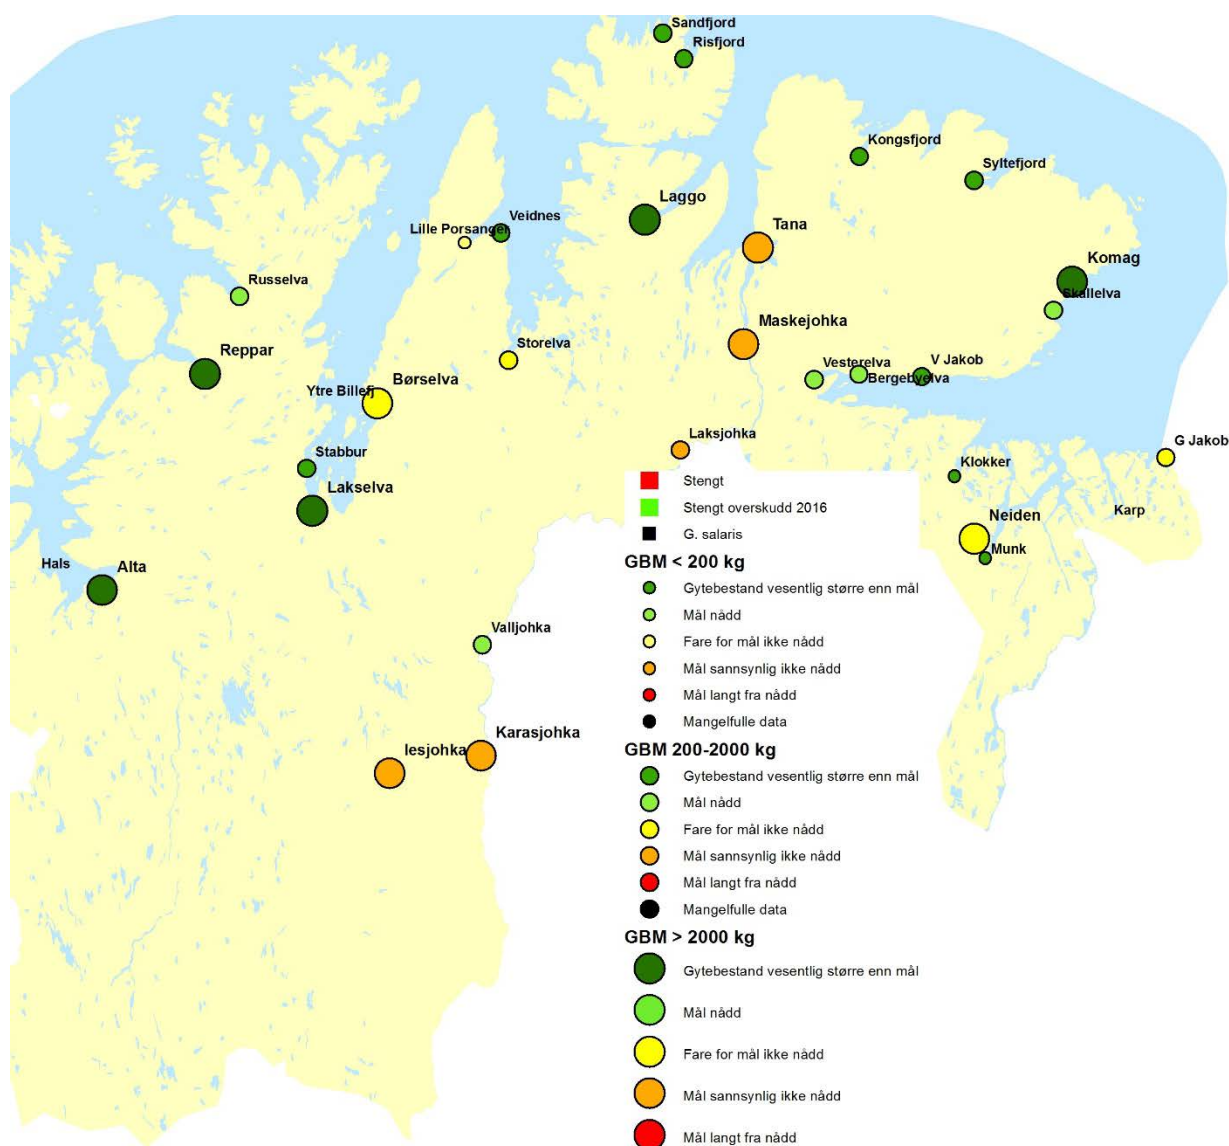 Sandfjord
Risfjord
Kongsfjord
Syltefjord
Laggo
Veidnes
Lille Porsanger
Tana
Komag
Russelva
Skallelva
Maskejohka
Storelva
Reppar
Vesterelva
V Jakob
Bergebyelva
Børselva
Ytre Billefj
Laksjohka
G Jakob
Stabbur
Klokker
Lakselva
Karp
Neiden
Munk
Hals
Alta
Valljohka
Karasjohka
Iesjohka
Stengt
Stengt overskudd 2016
G. salaris
GBM < 200 kg
Gytebestand vesentlig større enn mål
Mål nådd
Fare for mål ikke nådd
Mål sannsynlig ikke nådd
Mål langt fra nådd
Mangelfulle data
GBM 200-2000 kg
Gytebestand vesentlig større enn mål
Mål nådd
Fare for mål ikke nådd
Mål sannsynlig ikke nådd
Mål langt fra nådd
Mangelfulle data
GBM > 2000 kg
Gytebestand vesentlig større enn mål
Mål nådd
Fare for mål ikke nådd
Mål sannsynlig ikke nådd
Mål langt fra nådd